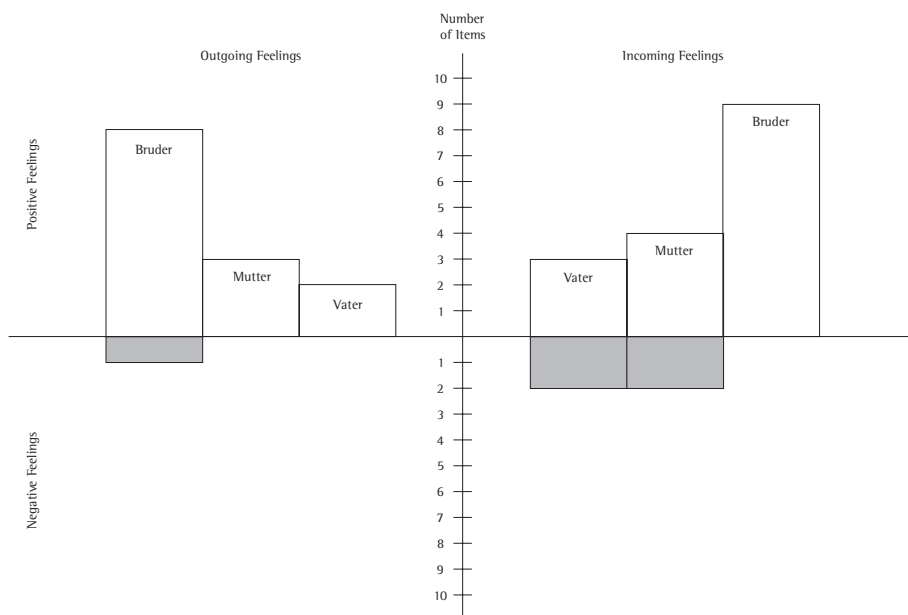 Number
of Items
Outgoing Feelings
Incoming Feelings
Positive Feelings
Negative Feelings
10
9
8
7
6
5
4
3
2
1
1
2
3
4
5
6
7
8
9
10
Bruder
Mutter
Vater
Vater
Mutter
Bruder